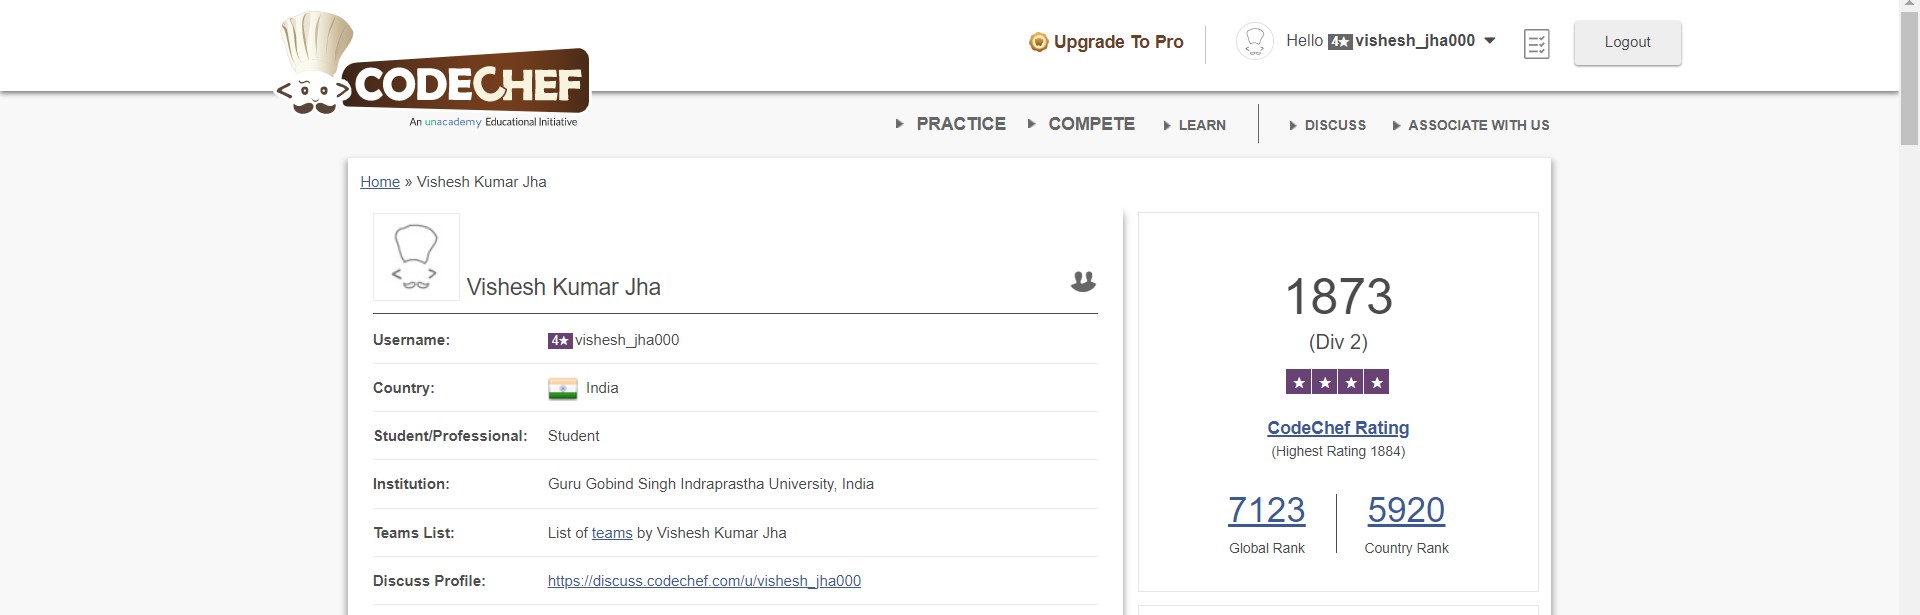 Upgrade To Pro
Hello 4★ vishesh_jha000
Logout
CODECHEF
An unacademy Educational Initiative
PRACTICE
COMPETE
LEARN
DISCUSS
ASSOCIATE WITH US
Home » Vishesh Kumar Jha
Vishesh Kumar Jha
Username: 4★ vishesh_jha000
Country: India
Student/Professional: Student
Institution: Guru Gobind Singh Indraprastha University, India
Teams List: List of teams by Vishesh Kumar Jha
Discuss Profile: https://discuss.codechef.com/u/vishesh_jha000
1873
(Div 2)
★★★★
CodeChef Rating
(Highest Rating 1884)
7123
Global Rank
5920
Country Rank